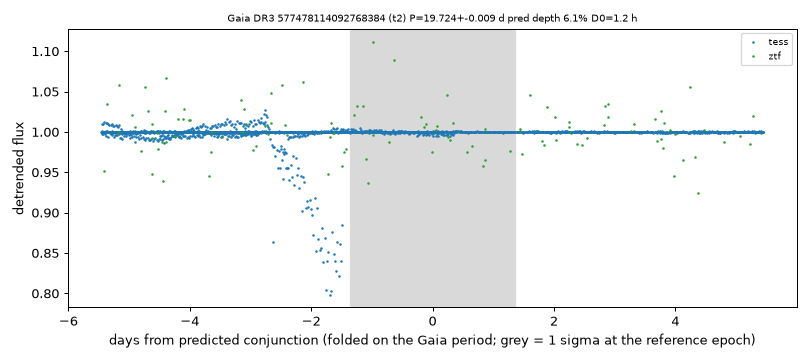 Gaia DR3 577478114092768384 (t2) P=19.724+-0.009 d pred depth 6.1% D0=1.2 h
tess
ztf
detrended flux
1.10
1.05
1.00
0.95
0.90
0.85
0.80
−6
−4
−2
0
2
4
days from predicted conjunction (folded on the Gaia period; grey = 1 sigma at the reference epoch)